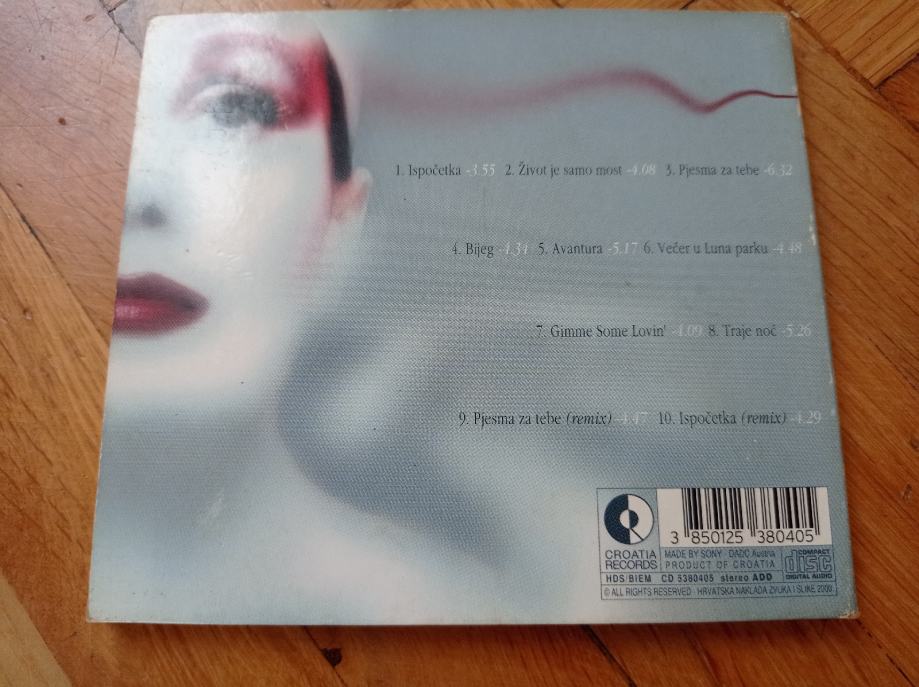 1. Ispočetka -3.55 2. Život je samo most -4.08 3. Pjesma za tebe -6.32
4. Bijeg -4.34 5. Avantura -5.17 6. Večer u Luna parku -4.48
7. Gimme Some Lovin' -4.09 8. Traje noč -5.26
9. Pjesma za tebe (remix) -4.47 10. Ispočetka (remix) -4.29
3 850125 380405
CROATIA
RECORDS
MADE BY SONY - DADC Austria
PRODUCT OF CROATIA
COMPACT
disc
DIGITAL AUDIO
HDS/BIEM CD 5380405 stereo ADD
© ALL RIGHTS RESERVED - HRVATSKA NAKLADA ZVUKA I SLIKE 2000